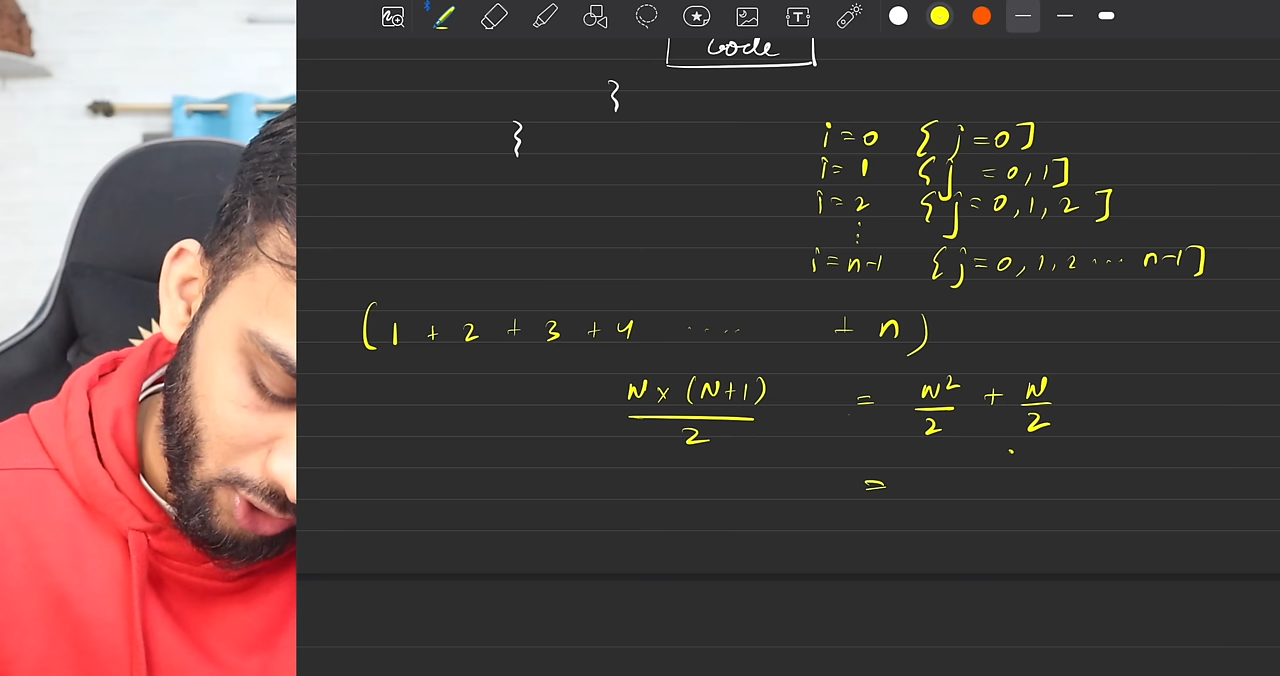 code
}
}
i = 0 { j = 0 ]
i = 1 { j = 0, 1 ]
i = 2 { j = 0, 1, 2 ]
⋮
i = n-1 { j = 0, 1, 2 .... n-1 ]
( 1 + 2 + 3 + 4 ..... + n )
N x (N+1) / 2 = N² / 2 + N / 2
=